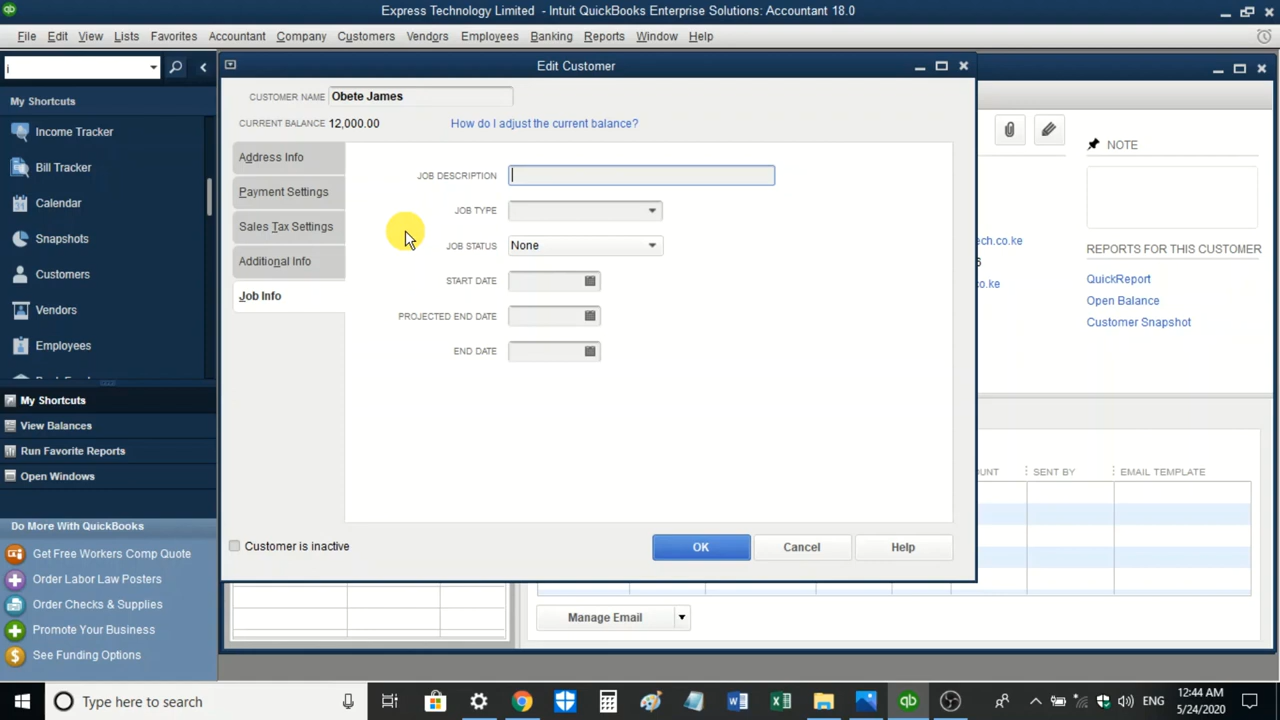 Express Technology Limited - Intuit QuickBooks Enterprise Solutions: Accountant 18.0
File Edit View Lists Favorites Accountant Company Customers Vendors Employees Banking Reports Window Help
i
My Shortcuts
Income Tracker
Bill Tracker
Calendar
Snapshots
Customers
Vendors
Employees
My Shortcuts
View Balances
Run Favorite Reports
Open Windows
Do More With QuickBooks
Get Free Workers Comp Quote
Order Labor Law Posters
Order Checks & Supplies
Promote Your Business
See Funding Options
Edit Customer
CUSTOMER NAME Obete James
CURRENT BALANCE 12,000.00 How do I adjust the current balance?
Address Info
Payment Settings
Sales Tax Settings
Additional Info
Job Info
JOB DESCRIPTION
JOB TYPE
JOB STATUS None
START DATE
PROJECTED END DATE
END DATE
Customer is inactive
OK Cancel Help
NOTE
ech.co.ke
6
o.ke
REPORTS FOR THIS CUSTOMER
QuickReport
Open Balance
Customer Snapshot
UNT SENT BY EMAIL TEMPLATE
Manage Email
Type here to search
ENG
12:44 AM
5/24/2020